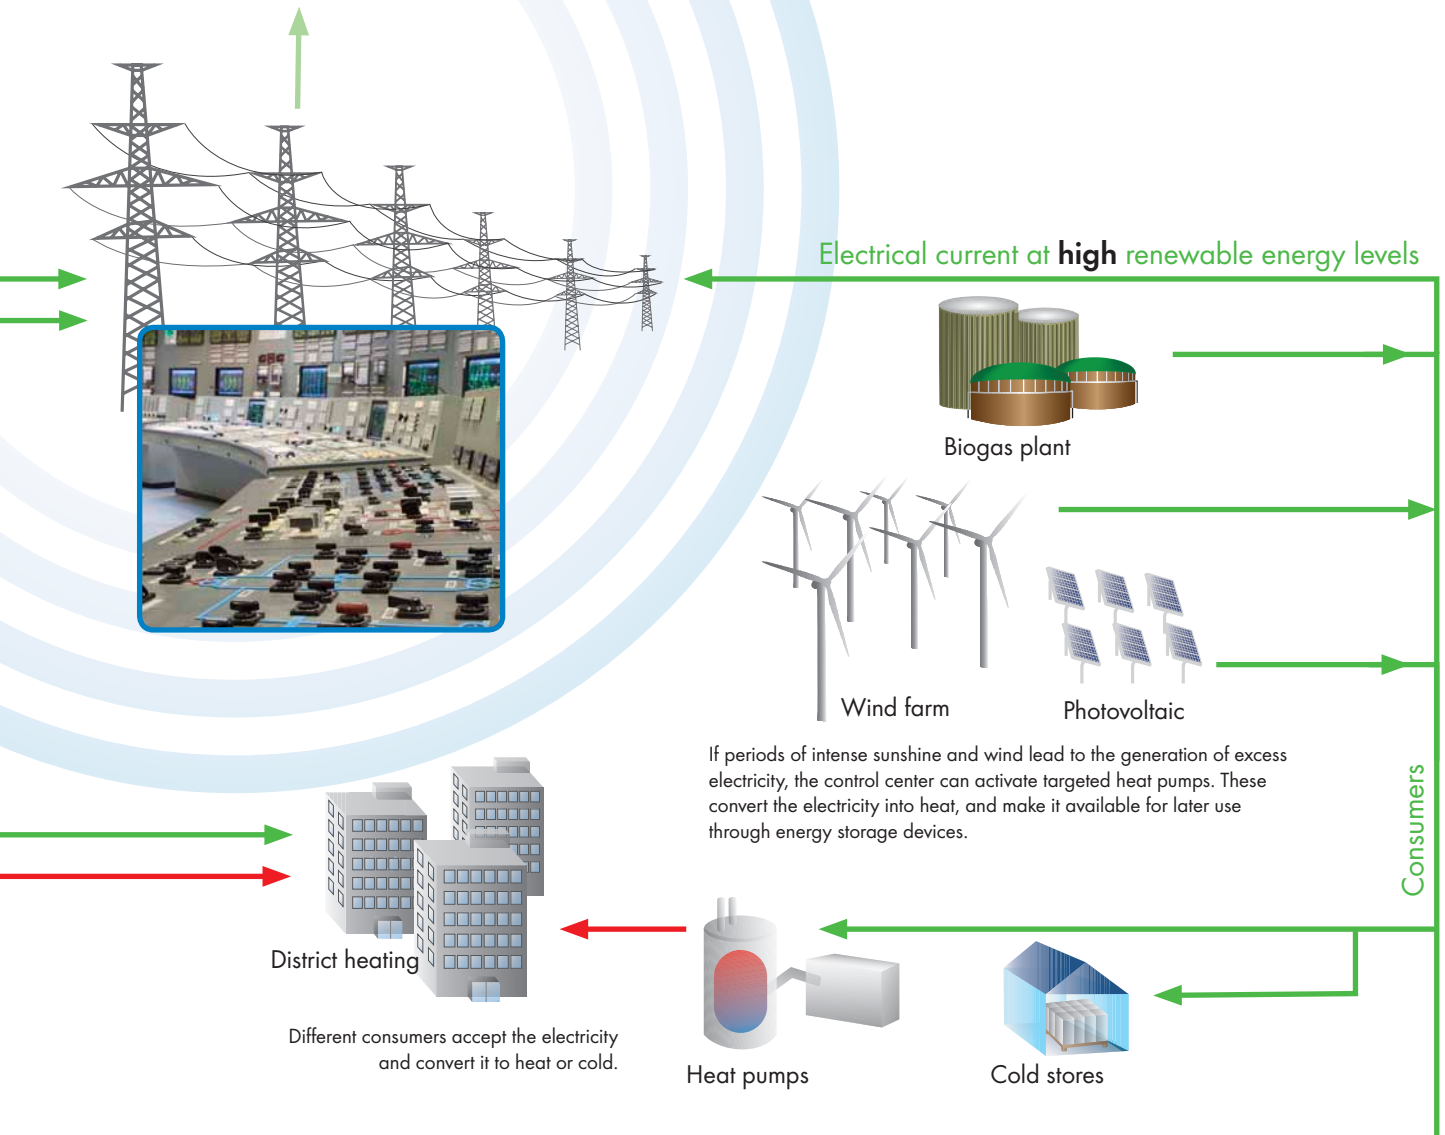 Electrical current at high renewable energy levels
Biogas plant
Wind farm
Photovoltaic
If periods of intense sunshine and wind lead to the generation of excess
electricity, the control center can activate targeted heat pumps. These
convert the electricity into heat, and make it available for later use
through energy storage devices.
Consumers
District heating
Different consumers accept the electricity
and convert it to heat or cold.
Heat pumps
Cold stores